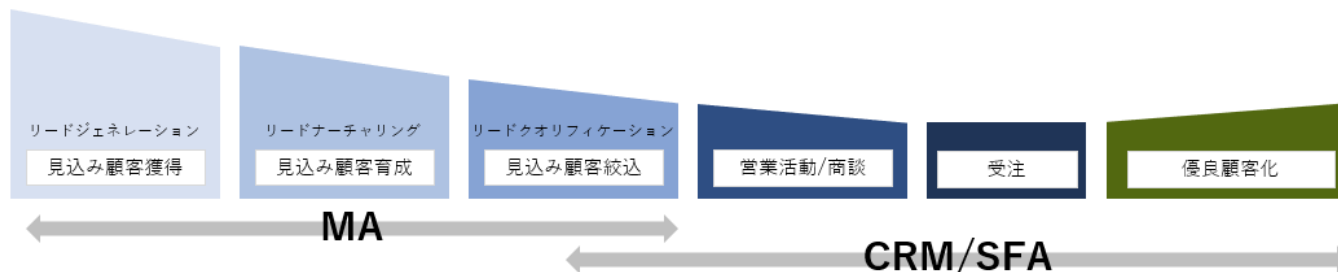 リードジェネレーション
見込み顧客獲得
リードナーチャリング
見込み顧客育成
リードクオリフィケーション
見込み顧客絞込
営業活動/商談
受注
優良顧客化
MA
CRM/SFA